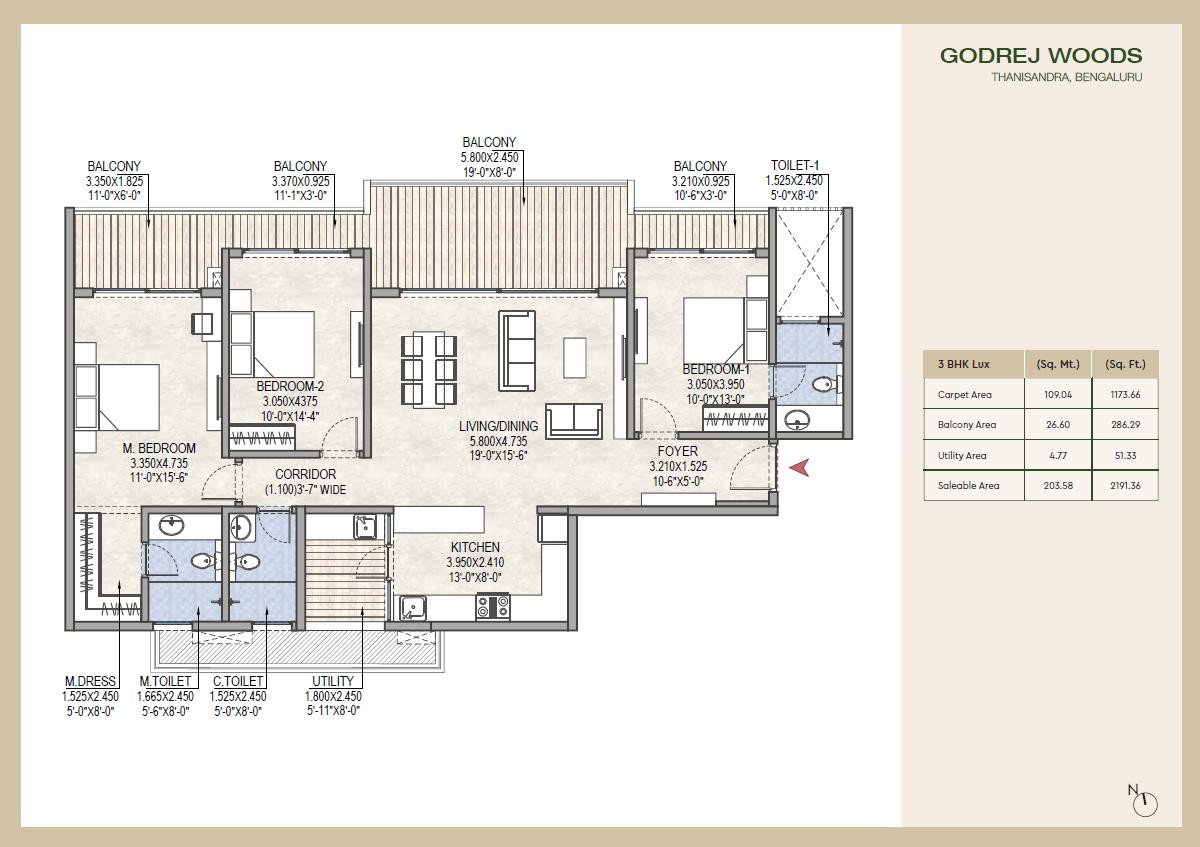 GODREJ WOODS
THANISANDRA, BENGALURU
BALCONY
5.800X2.450
19'-0"X8'-0"
BALCONY
3.350X1.825
11'-0"X6'-0"
BALCONY
3.370X0.925
11'-1"X3'-0"
BALCONY
3.210X0.925
10'-6"X3'-0"
TOILET-1
1.525X2.450
5'-0"X8'-0"
BEDROOM-2
3.050X4375
10'-0"X14'-4"
BEDROOM-1
3.050X3.950
10'-0"X13'-0"
M. BEDROOM
3.350X4.735
11'-0"X15'-6"
LIVING/DINING
5.800X4.735
19'-0"X15'-6"
FOYER
3.210X1.525
10-6"X5'-0"
CORRIDOR
(1.100)3'-7" WIDE
KITCHEN
3.950X2.410
13'-0"X8'-0"
M.DRESS
1.525X2.450
5'-0"X8'-0"
M.TOILET
1.665X2.450
5'-6"X8'-0"
C.TOILET
1.525X2.450
5'-0"X8'-0"
UTILITY
1.800X2.450
5'-11"X8'-0"
3 BHK Lux (Sq. Mt.) (Sq. Ft.)
Carpet Area 109.04 1173.66
Balcony Area 26.60 286.29
Utility Area 4.77 51.33
Saleable Area 203.58 2191.36
N